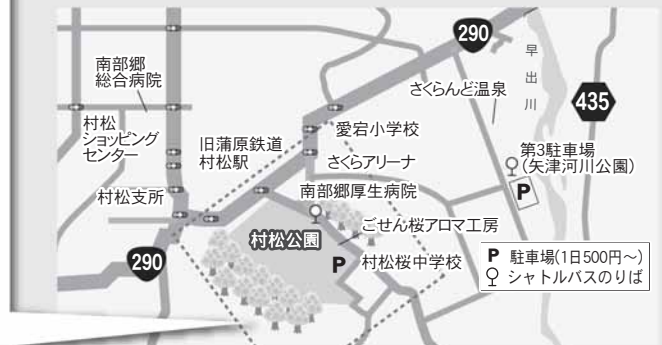 290
早出川
南部郷
総合病院
さくらんど温泉
435
村松
ショッピング
センター
旧蒲原鉄道
村松駅
愛宕小学校
さくらアリーナ
第3駐車場
(矢津河川公園)
P
村松支所
南部郷厚生病院
ごせん桜アロマ工房
村松公園
290
P
村松桜中学校
P 駐車場(1日500円～)
シャトルバスのりば